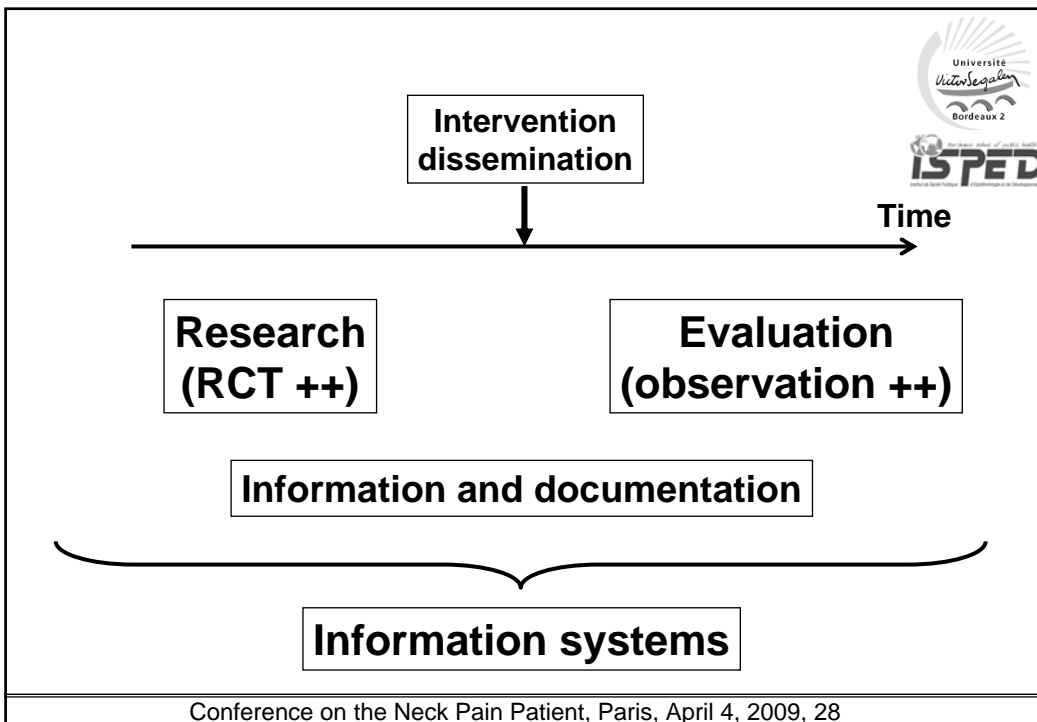 Université
Victor Segalen
Bordeaux 2
Intervention
dissemination
ISPED
Time
Research
(RCT ++)
Evaluation
(observation ++)
Information and documentation
Information systems
Conference on the Neck Pain Patient, Paris, April 4, 2009, 28